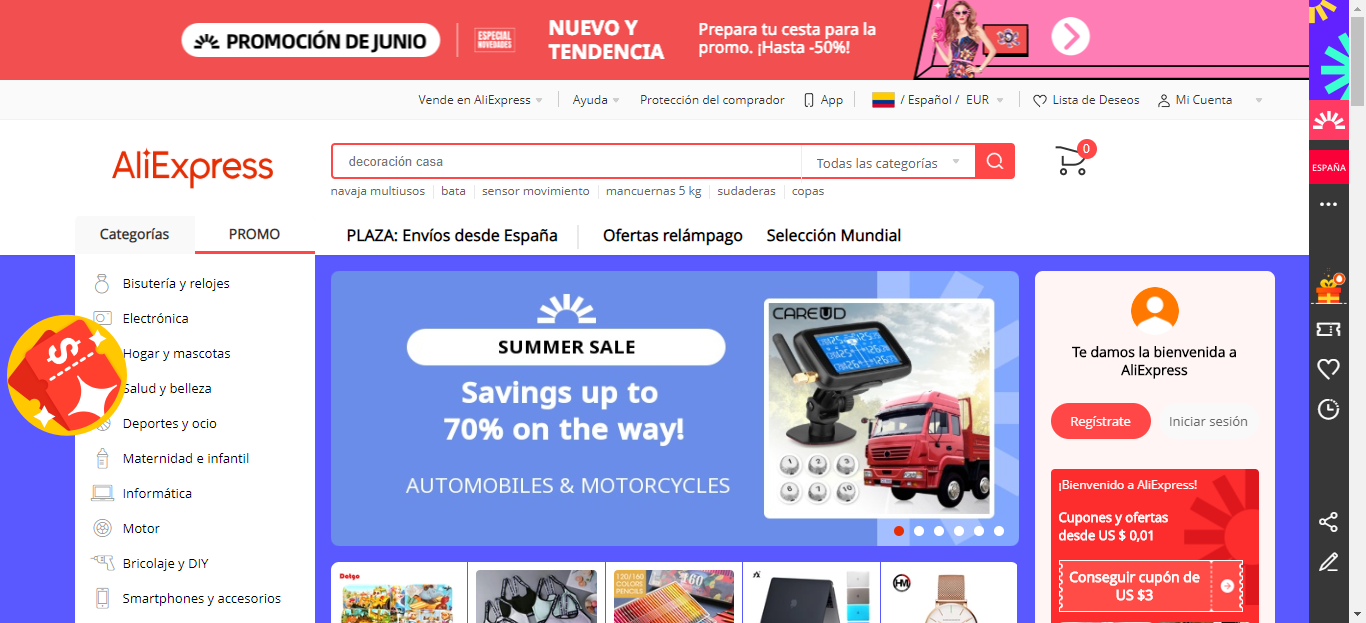 PROMOCIÓN DE JUNIO
ESPECIAL
NOVEDADES
NUEVO Y
TENDENCIA
Prepara tu cesta para la
promo. ¡Hasta -50%!
Vende en AliExpress
Ayuda
Protección del comprador
App
/ Español / EUR
Lista de Deseos
Mi Cuenta
AliExpress
decoración casa
Todas las categorías
0
ESPAÑA
navaja multiusos
bata
sensor movimiento
mancuernas 5 kg
sudaderas
copas
Categorías
PROMO
PLAZA: Envíos desde España
Ofertas relámpago
Selección Mundial
Bisutería y relojes
Electrónica
Hogar y mascotas
Salud y belleza
Deportes y ocio
Maternidad e infantil
Informática
Motor
Bricolaje y DIY
Smartphones y accesorios
$
SUMMER SALE
Savings up to
70% on the way!
AUTOMOBILES & MOTORCYCLES
CAREUD
Te damos la bienvenida a
AliExpress
Regístrate
Iniciar sesión
¡Bienvenido a AliExpress!
Cupones y ofertas
desde US $ 0,01
Conseguir cupón de
US $3
120/160
COLORS
PENCILS
HM